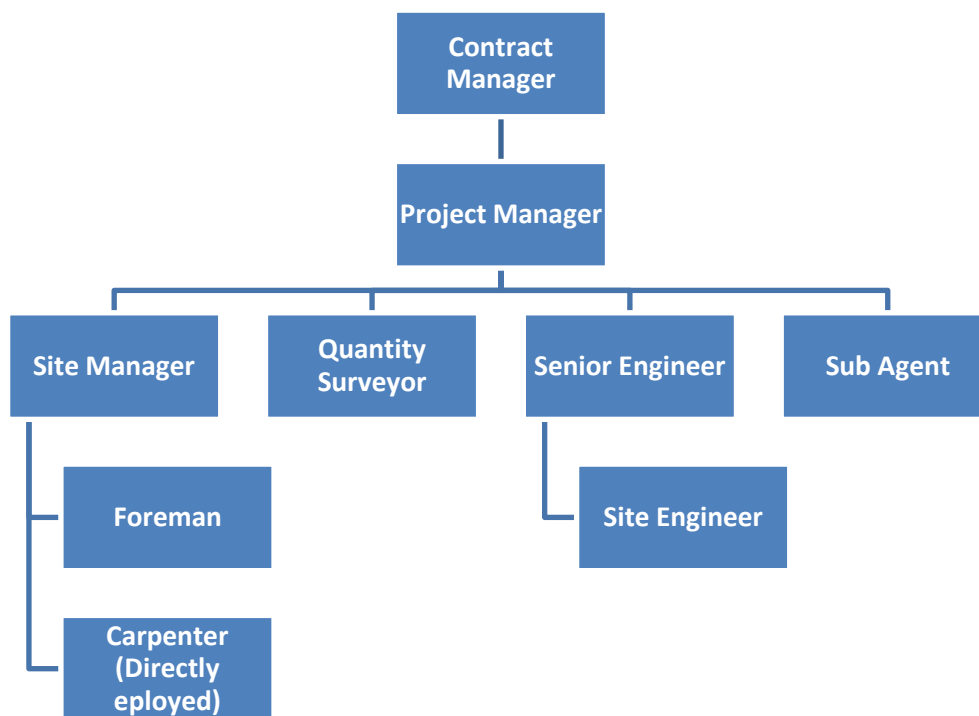 Contract
Manager
Project Manager
Site Manager
Quantity
Surveyor
Senior Engineer
Sub Agent
Foreman
Site Engineer
Carpenter
(Directly
eployed)